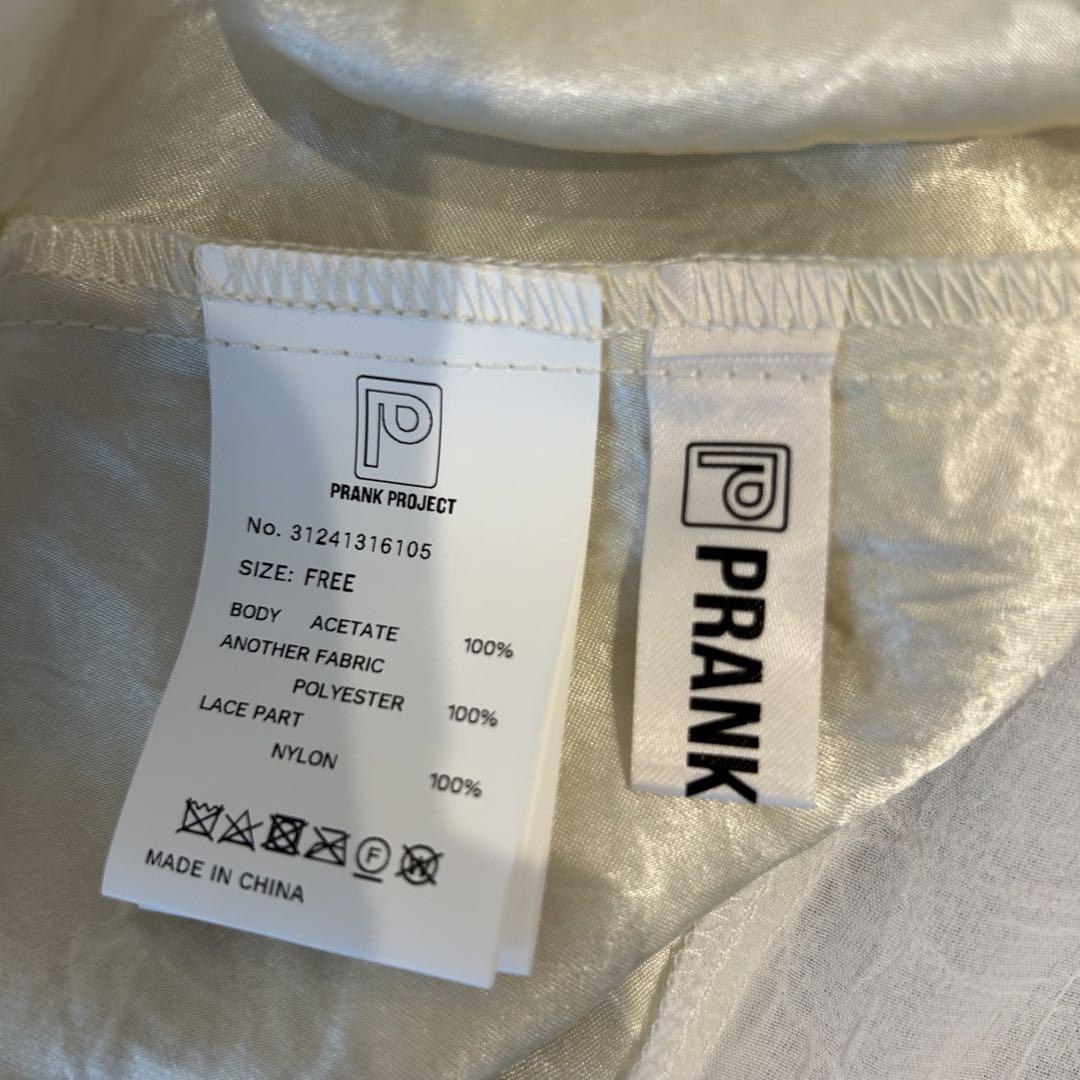 PRANK PROJECT
No. 31241316105
SIZE: FREE
BODY ACETATE 100%
ANOTHER FABRIC
POLYESTER 100%
LACE PART
NYLON 100%
F
W
MADE IN CHINA
PRANK